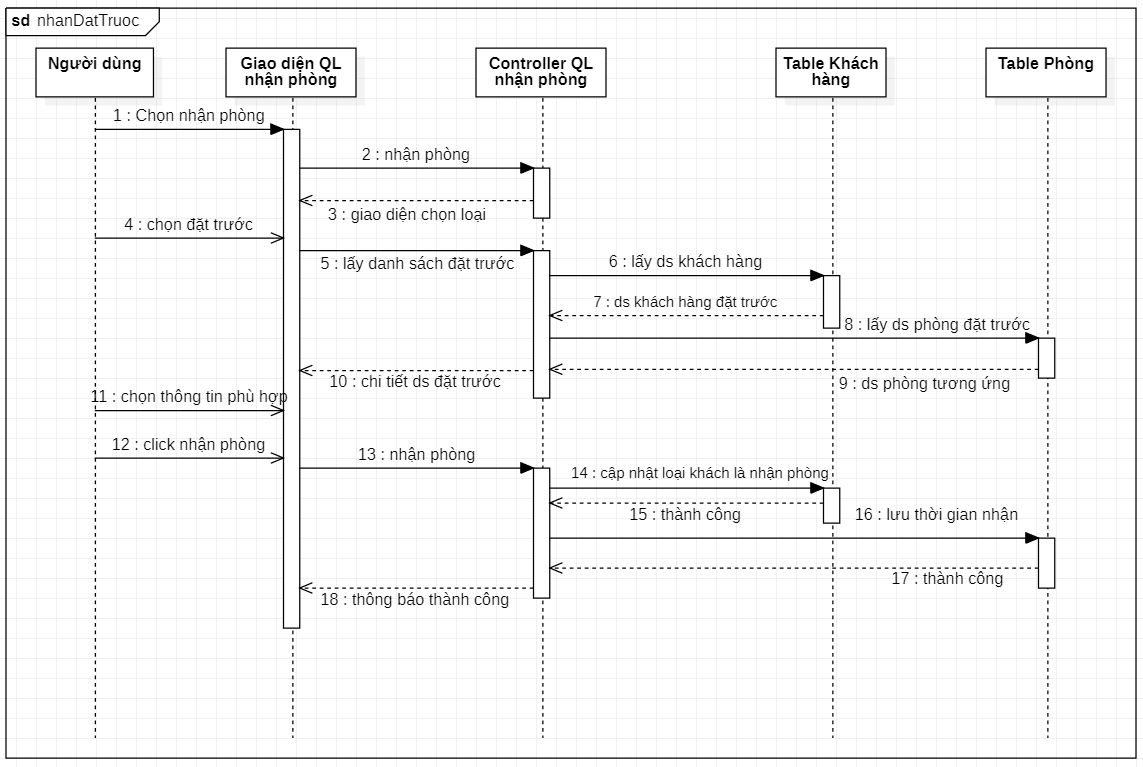 sd nhanDatTruoc
Người dùng
Giao diện QL
nhận phòng
Controller QL
nhận phòng
Table Khách
hàng
Table Phòng
1 : Chọn nhận phòng
2 : nhận phòng
3 : giao diện chọn loại
4 : chọn đặt trước
5 : lấy danh sách đặt trước
6 : lấy ds khách hàng
7 : ds khách hàng đặt trước
8 : lấy ds phòng đặt trước
9 : ds phòng tương ứng
10 : chi tiết ds đặt trước
11 : chọn thông tin phù hợp
12 : click nhận phòng
13 : nhận phòng
14 : cập nhật loại khách là nhận phòng
15 : thành công
16 : lưu thời gian nhận
17 : thành công
18 : thông báo thành công